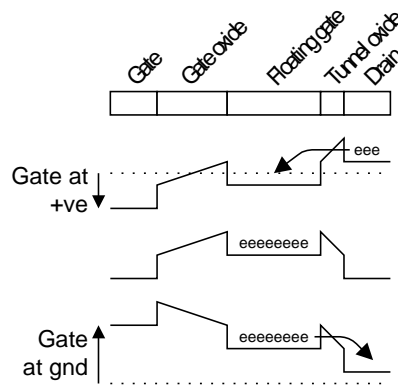 Gate
Gate oxide
Floating gate
Tunnel oxide
Drain
eee
Gate at
+ve
eeeeeeee
eeeeeeee
Gate
at gnd